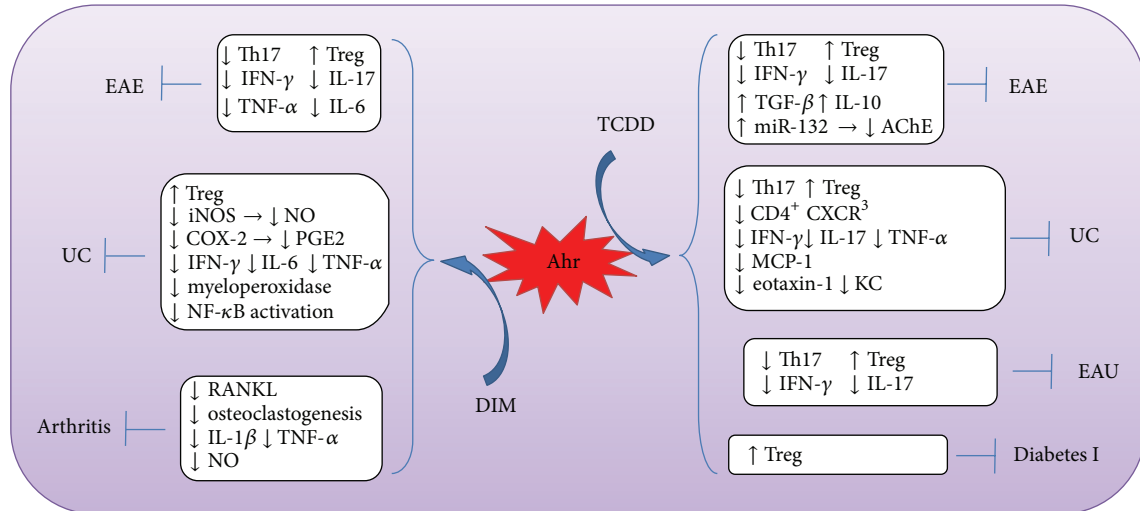 EAE
↓ Th17 ↑ Treg
↓ IFN-γ ↓ IL-17
↓ TNF-α ↓ IL-6
UC
↑ Treg
↓ iNOS → ↓ NO
↓ COX-2 → ↓ PGE2
↓ IFN-γ ↓ IL-6 ↓ TNF-α
↓ myeloperoxidase
↓ NF-κB activation
Arthritis
↓ RANKL
↓ osteoclastogenesis
↓ IL-1β ↓ TNF-α
↓ NO
DIM
Ahr
TCDD
↓ Th17 ↑ Treg
↓ IFN-γ ↓ IL-17
↑ TGF-β ↑ IL-10
↑ miR-132 → ↓ AChE
EAE
↓ Th17 ↑ Treg
↓ CD4⁺ CXCR³
↓ IFN-γ ↓ IL-17 ↓ TNF-α
↓ MCP-1
↓ eotaxin-1 ↓ KC
UC
↓ Th17 ↑ Treg
↓ IFN-γ ↓ IL-17
EAU
↑ Treg
Diabetes I